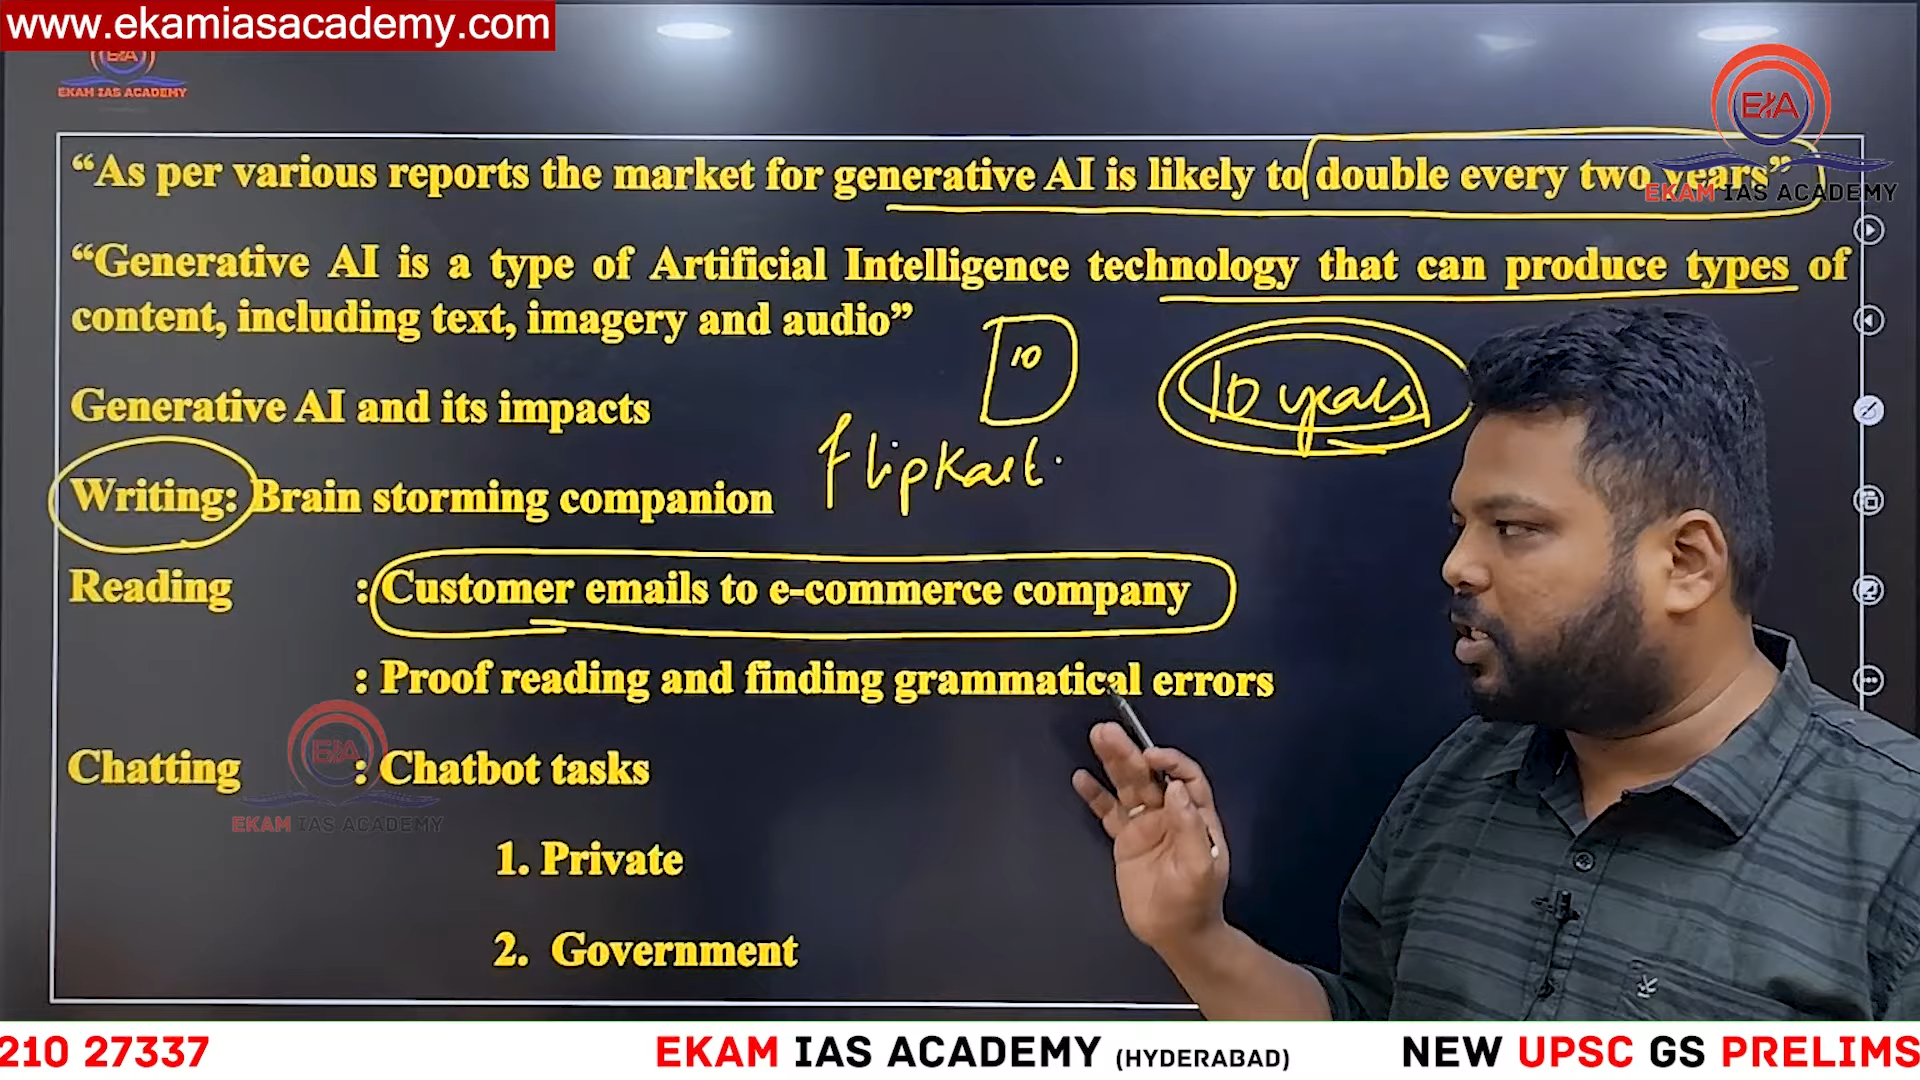 www.ekamiasacademy.com
EKAM IAS ACADEMY
EKAM IAS ACADEMY
“As per various reports the market for generative AI is likely to double every two years”
“Generative AI is a type of Artificial Intelligence technology that can produce types of
content, including text, imagery and audio”
10
10 years
Generative AI and its impacts
flipkart.
Writing: Brain storming companion
Reading : Customer emails to e-commerce company
: Proof reading and finding grammatical errors
Chatting : Chatbot tasks
EKAM IAS ACADEMY
1. Private
2. Government
210 27337 EKAM IAS ACADEMY (HYDERABAD) NEW UPSC GS PRELIMS